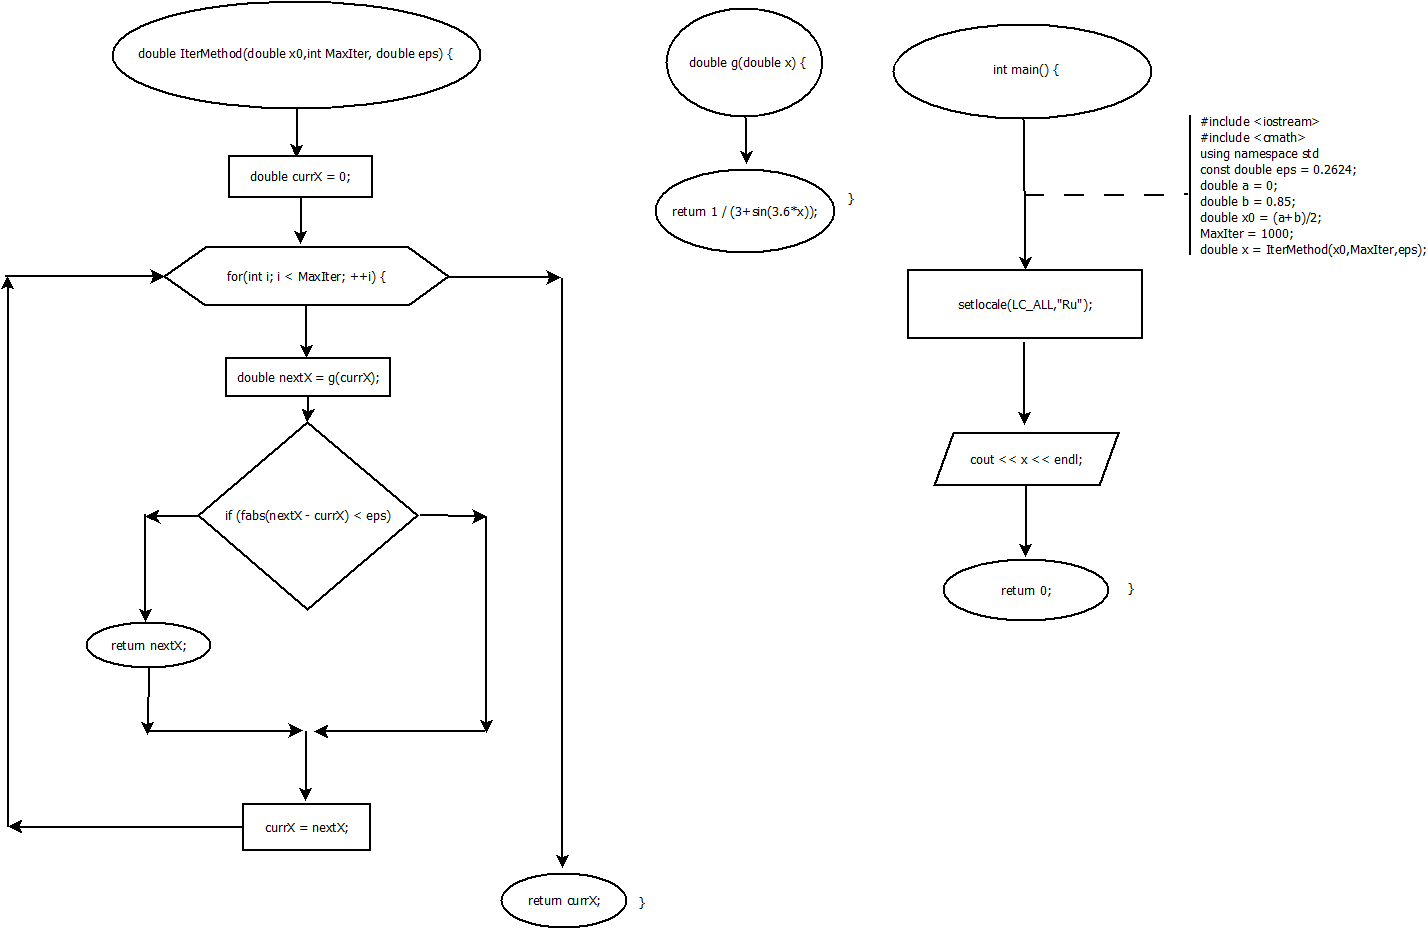 double IterMethod(double x0,int MaxIter, double eps) {
double currX = 0;
for(int i; i < MaxIter; ++i) {
double nextX = g(currX);
if (fabs(nextX - currX) < eps)
return nextX;
currX = nextX;
return currX;
}
double g(double x) {
return 1 / (3+sin(3.6*x));
}
int main() {
#include <iostream>
#include <cmath>
using namespace std
const double eps = 0.2624;
double a = 0;
double b = 0.85;
double x0 = (a+b)/2;
MaxIter = 1000;
double x = IterMethod(x0,MaxIter,eps);
setlocale(LC_ALL,"Ru");
cout << x << endl;
return 0;
}